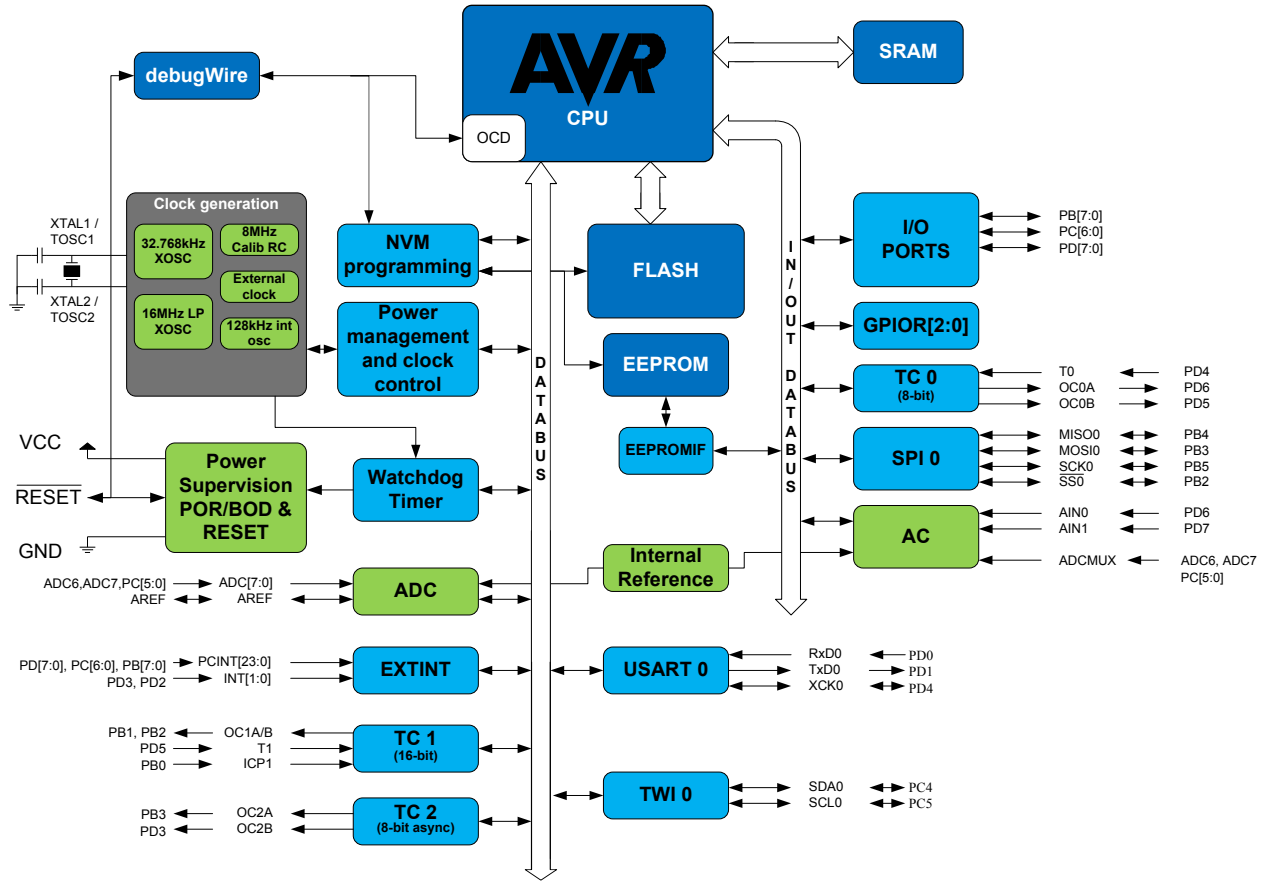 AVR
CPU
OCD
SRAM
debugWire
Clock generation
XTAL1 /
TOSC1
32.768kHz
XOSC
8MHz
Calib RC
External
clock
XTAL2 /
TOSC2
16MHz LP
XOSC
128kHz int
osc
NVM
programming
FLASH
I/O
PORTS
PB[7:0]
PC[6:0]
PD[7:0]
GPIOR[2:0]
Power
management
and clock
control
EEPROM
EEPROMIF
DATABUS
IN/OUT DATABUS
TC 0
(8-bit)
T0 PD4
OC0A PD6
OC0B PD5
SPI 0
MISO0 PB4
MOSI0 PB3
SCK0 PB5
SS0 PB2
VCC
RESET
GND
Power
Supervision
POR/BOD &
RESET
Watchdog
Timer
AC
AIN0 PD6
AIN1 PD7
ADCMUX ADC6, ADC7
PC[5:0]
Internal
Reference
ADC6,ADC7,PC[5:0] ADC[7:0]
AREF AREF
ADC
PD[7:0], PC[6:0], PB[7:0] PCINT[23:0]
PD3, PD2 INT[1:0]
EXTINT
USART 0
RxD0 PD0
TxD0 PD1
XCK0 PD4
PB1, PB2 OC1A/B
PD5 T1
PB0 ICP1
TC 1
(16-bit)
TWI 0
SDA0 PC4
SCL0 PC5
PB3 OC2A
PD3 OC2B
TC 2
(8-bit async)